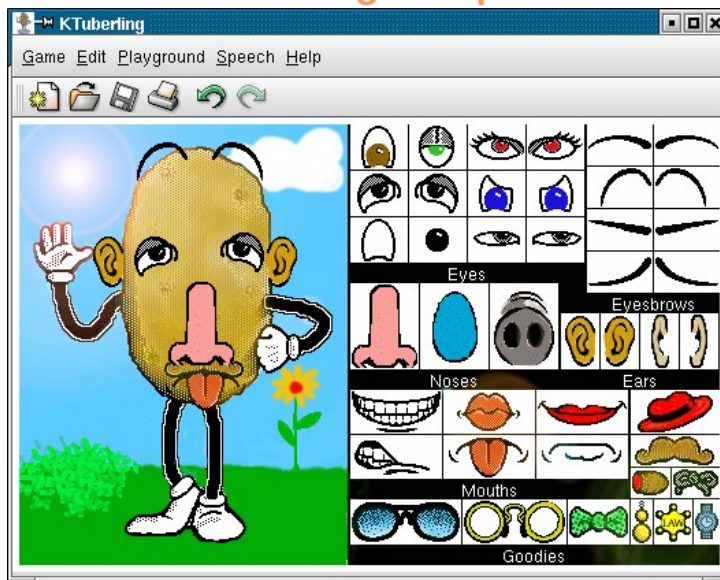 KTuberling
Game Edit Playground Speech Help
Eyes
Eyesbrows
Noses
Ears
Mouths
LAW
Goodies